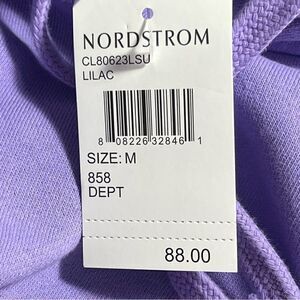 NORDSTROM
CL80623LSU
LILAC
8 08226 32846 1
SIZE: M
858
DEPT
88.00